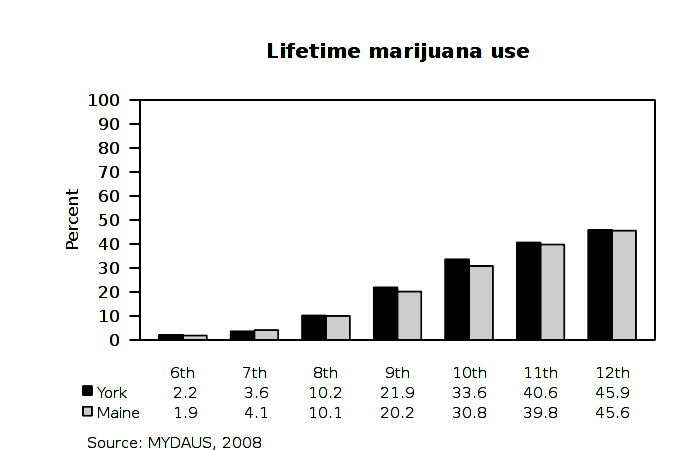 Lifetime marijuana use
Percent
100
90
80
70
60
50
40
30
20
10
0
6th 7th 8th 9th 10th 11th 12th
York 2.2 3.6 10.2 21.9 33.6 40.6 45.9
Maine 1.9 4.1 10.1 20.2 30.8 39.8 45.6
Source: MYDAUS, 2008